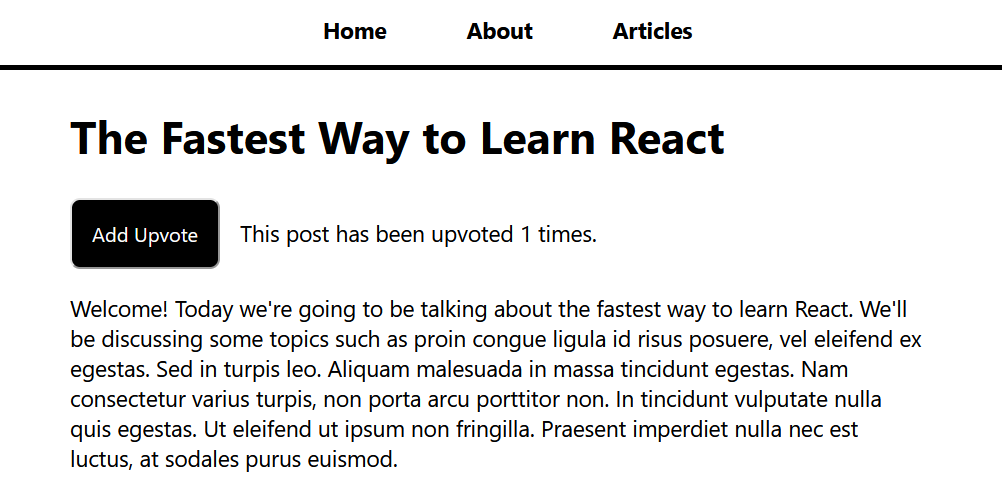 Home About Articles
The Fastest Way to Learn React
Add Upvote This post has been upvoted 1 times.
Welcome! Today we're going to be talking about the fastest way to learn React. We'll
be discussing some topics such as proin congue ligula id risus posuere, vel eleifend ex
egestas. Sed in turpis leo. Aliquam malesuada in massa tincidunt egestas. Nam
consectetur varius turpis, non porta arcu porttitor non. In tincidunt vulputate nulla
quis egestas. Ut eleifend ut ipsum non fringilla. Praesent imperdiet nulla nec est
luctus, at sodales purus euismod.